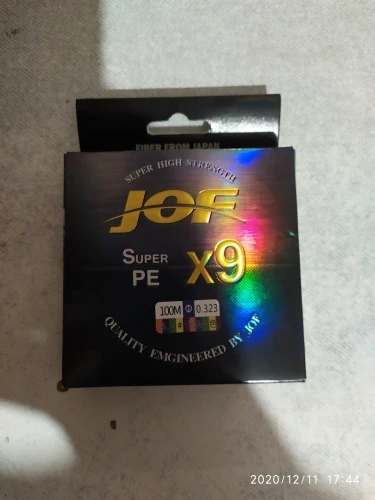 FIBER FROM JAPAN
SUPER HIGH STRENGTH
JOF
SUPER
PE
X9
100M Φ 0.323
QUALITY EMGINEERED BY JOF
2020/12/11 17:44